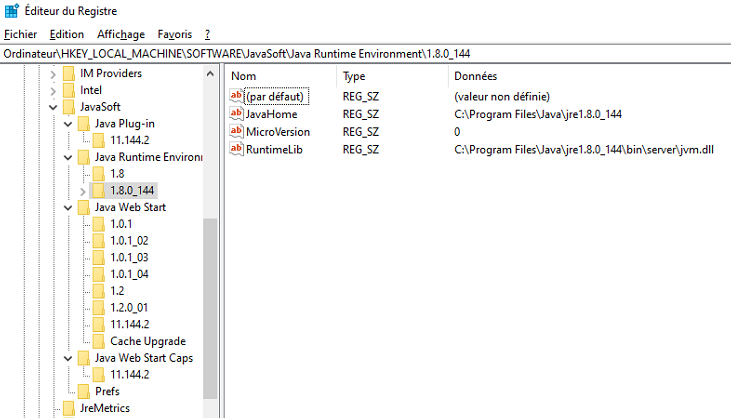 Éditeur du Registre
Fichier Edition Affichage Favoris ?
Ordinateur\HKEY_LOCAL_MACHINE\SOFTWARE\JavaSoft\Java Runtime Environment\1.8.0_144
IM Providers
Intel
JavaSoft
Java Plug-in
11.144.2
Java Runtime Environn
1.8
1.8.0_144
Java Web Start
1.0.1
1.0.1_02
1.0.1_03
1.0.1_04
1.2
1.2.0_01
11.144.2
Cache Upgrade
Java Web Start Caps
11.144.2
Prefs
JreMetrics
Nom Type Données
ab (par défaut) REG_SZ (valeur non définie)
ab JavaHome REG_SZ C:\Program Files\Java\jre1.8.0_144
ab MicroVersion REG_SZ 0
ab RuntimeLib REG_SZ C:\Program Files\Java\jre1.8.0_144\bin\server\jvm.dll